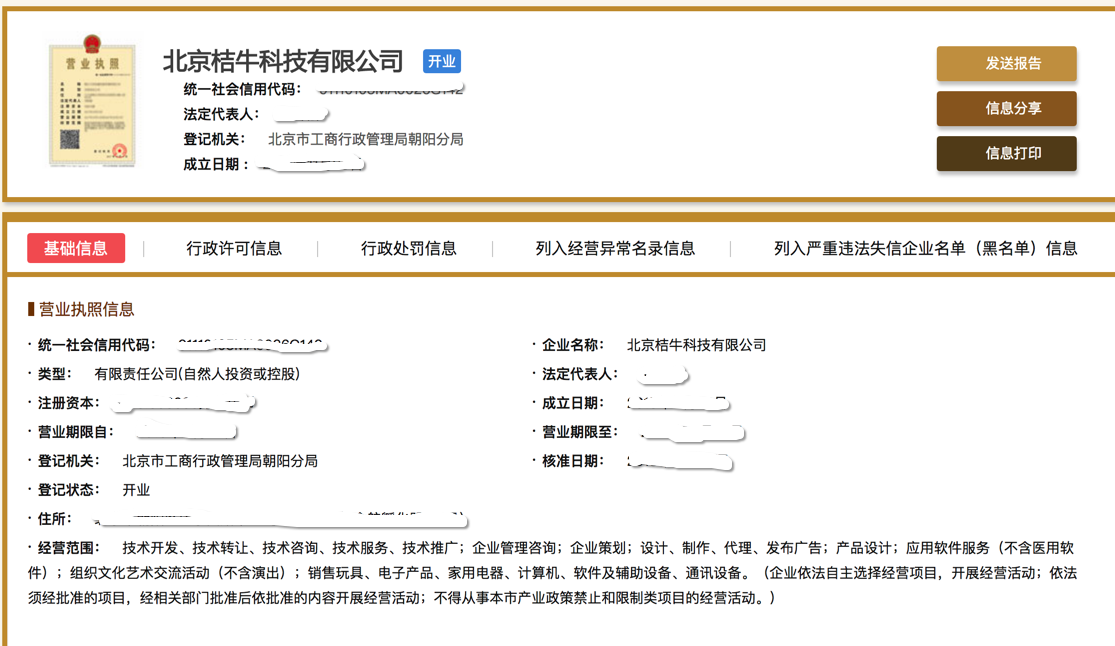 营业执照
北京桔牛科技有限公司 开业
统一社会信用代码：
法定代表人：
登记机关： 北京市工商行政管理局朝阳分局
成立日期：
发送报告
信息分享
信息打印
基础信息 行政许可信息 行政处罚信息 列入经营异常名录信息 列入严重违法失信企业名单（黑名单）信息
营业执照信息
· 统一社会信用代码： · 企业名称： 北京桔牛科技有限公司
· 类型： 有限责任公司(自然人投资或控股) · 法定代表人：
· 注册资本： · 成立日期：
· 营业期限自： · 营业期限至：
· 登记机关： 北京市工商行政管理局朝阳分局 · 核准日期：
· 登记状态： 开业
· 住所：
· 经营范围： 技术开发、技术转让、技术咨询、技术服务、技术推广；企业管理咨询；企业策划；设计、制作、代理、发布广告；产品设计；应用软件服务（不含医用软
件）；组织文化艺术交流活动（不含演出）；销售玩具、电子产品、家用电器、计算机、软件及辅助设备、通讯设备。（企业依法自主选择经营项目，开展经营活动；依法
须经批准的项目，经相关部门批准后依批准的内容开展经营活动；不得从事本市产业政策禁止和限制类项目的经营活动。）